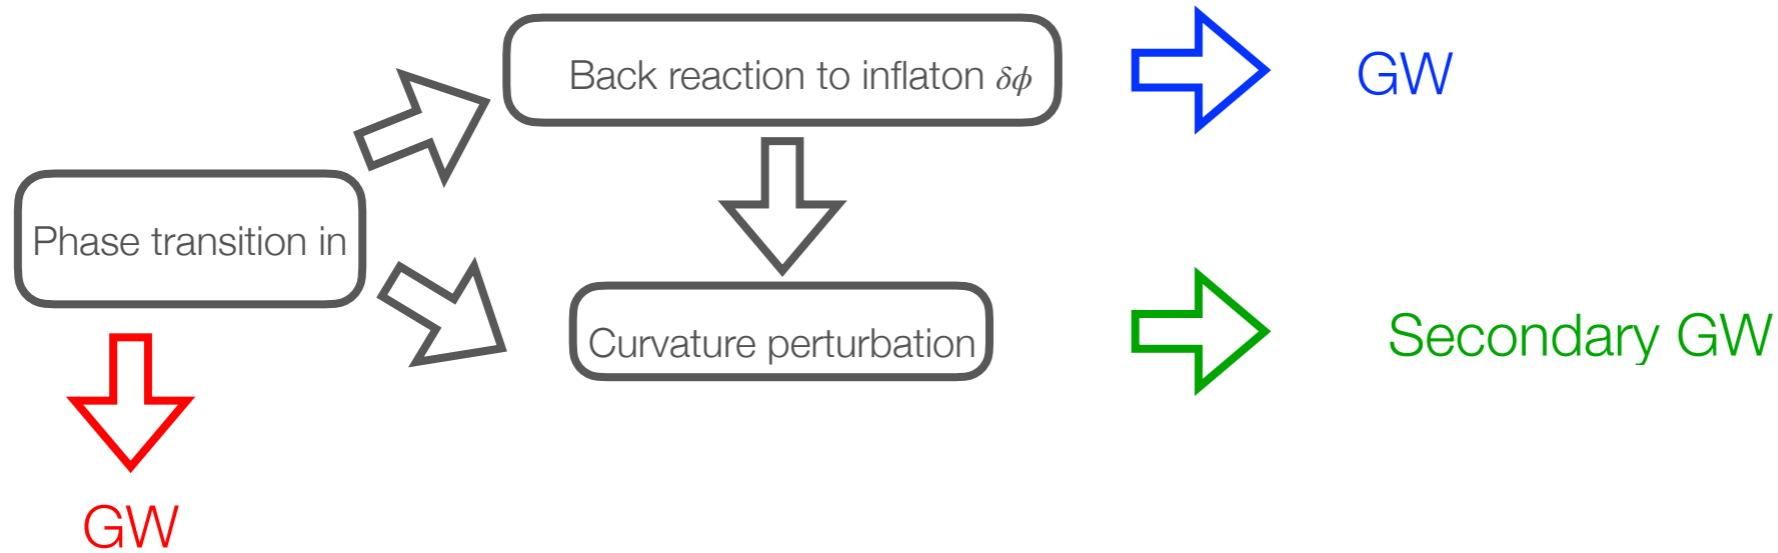 Back reaction to inflaton δϕ
GW
Phase transition in
Curvature perturbation
Secondary GW
GW